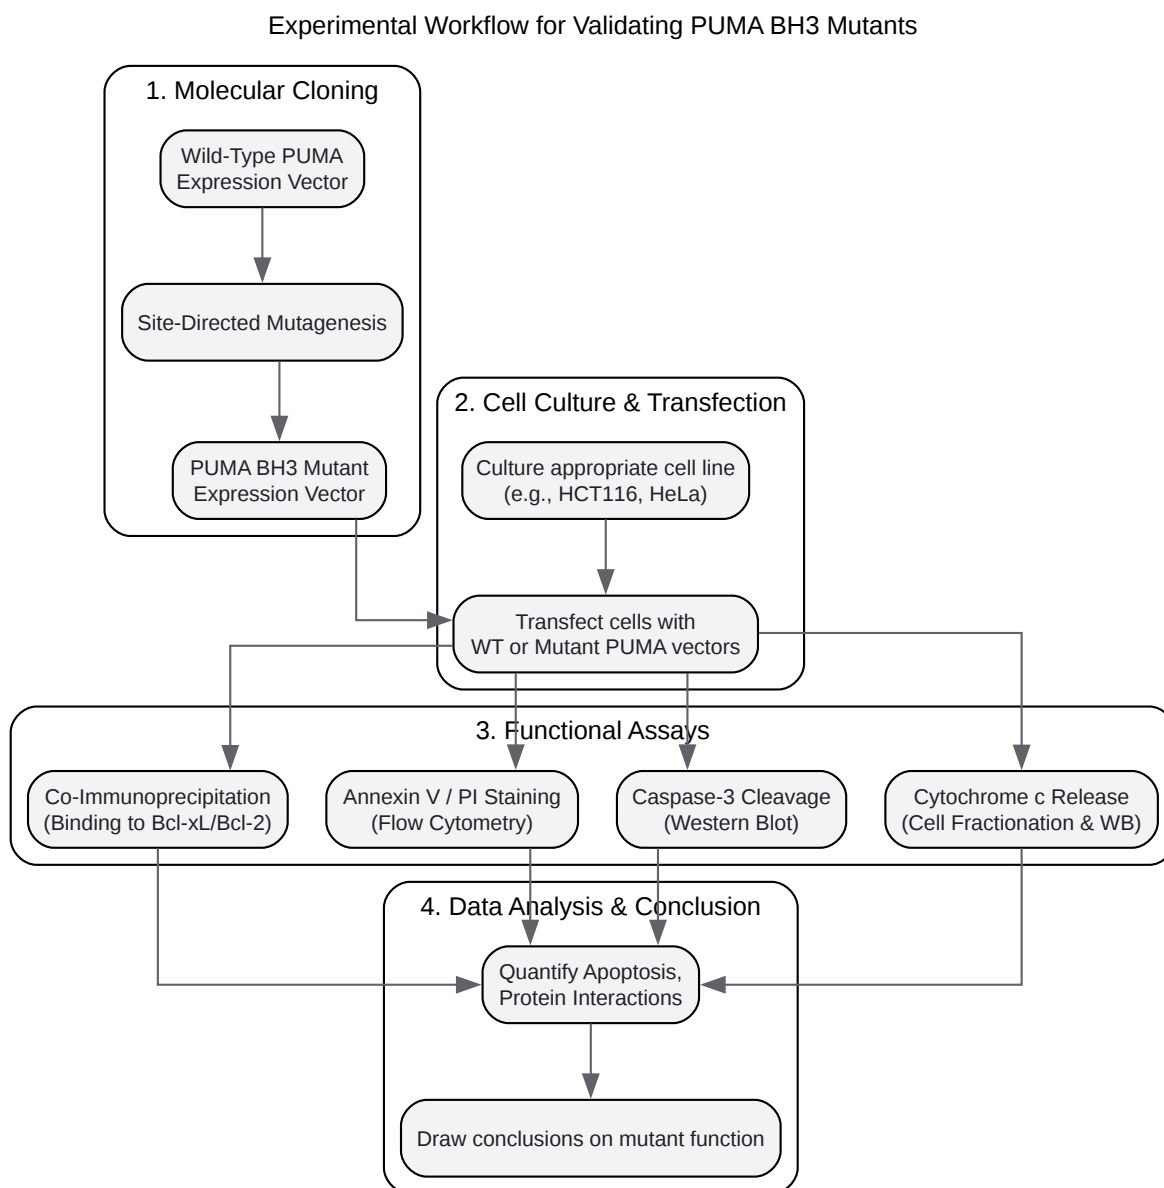 Experimental Workflow for Validating PUMA BH3 Mutants
1. Molecular Cloning
Wild-Type PUMA
Expression Vector
Site-Directed Mutagenesis
PUMA BH3 Mutant
Expression Vector
2. Cell Culture & Transfection
Culture appropriate cell line
(e.g., HCT116, HeLa)
Transfect cells with
WT or Mutant PUMA vectors
3. Functional Assays
Co-Immunoprecipitation
(Binding to Bcl-xL/Bcl-2)
Annexin V / PI Staining
(Flow Cytometry)
Caspase-3 Cleavage
(Western Blot)
Cytochrome c Release
(Cell Fractionation & WB)
4. Data Analysis & Conclusion
Quantify Apoptosis,
Protein Interactions
Draw conclusions on mutant function